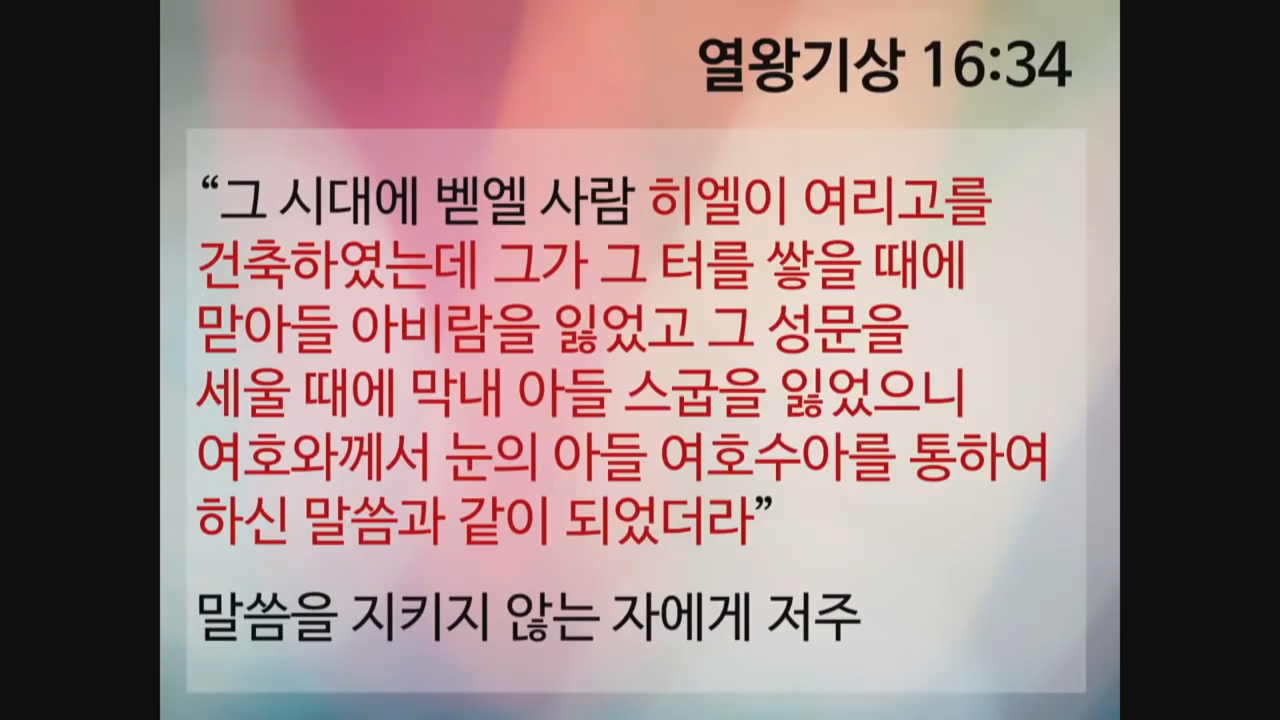 열왕기상 16:34
“그 시대에 벧엘 사람 히엘이 여리고를
건축하였는데 그가 그 터를 쌓을 때에
맏아들 아비람을 잃었고 그 성문을
세울 때에 막내 아들 스굽을 잃었으니
여호와께서 눈의 아들 여호수아를 통하여
하신 말씀과 같이 되었더라”
말씀을 지키지 않는 자에게 저주